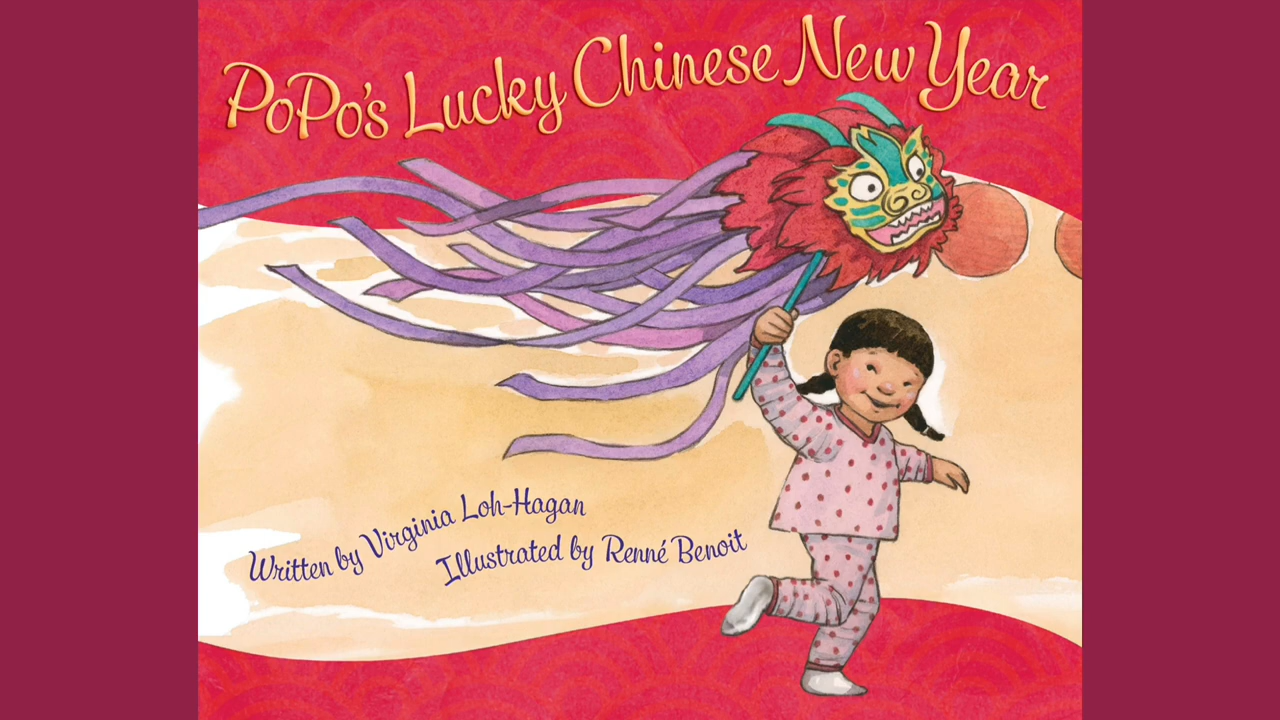 PoPo's Lucky Chinese New Year
Written by Virginia Loh-Hagan
Illustrated by Renné Benoit